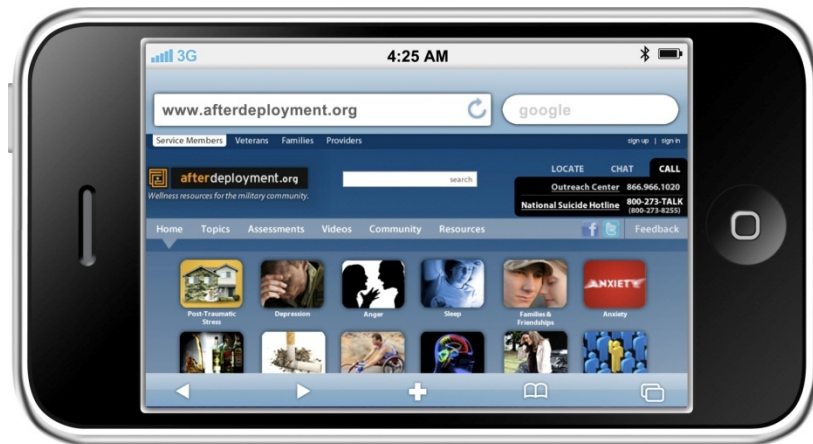 3G 4:25 AM
www.afterdeployment.org google
Service Members Veterans Families Providers sign up | sign in
LOCATE CHAT CALL
afterdeployment.org search
Outreach Center 866.966.1020
Wellness resources for the military community.
National Suicide Hotline 800-273-TALK
(800-273-8255)
Home Topics Assessments Videos Community Resources f t Feedback
ANXIETY
Post-Traumatic
Stress
Depression
Anger
Sleep
Families &
Friendships
Anxiety